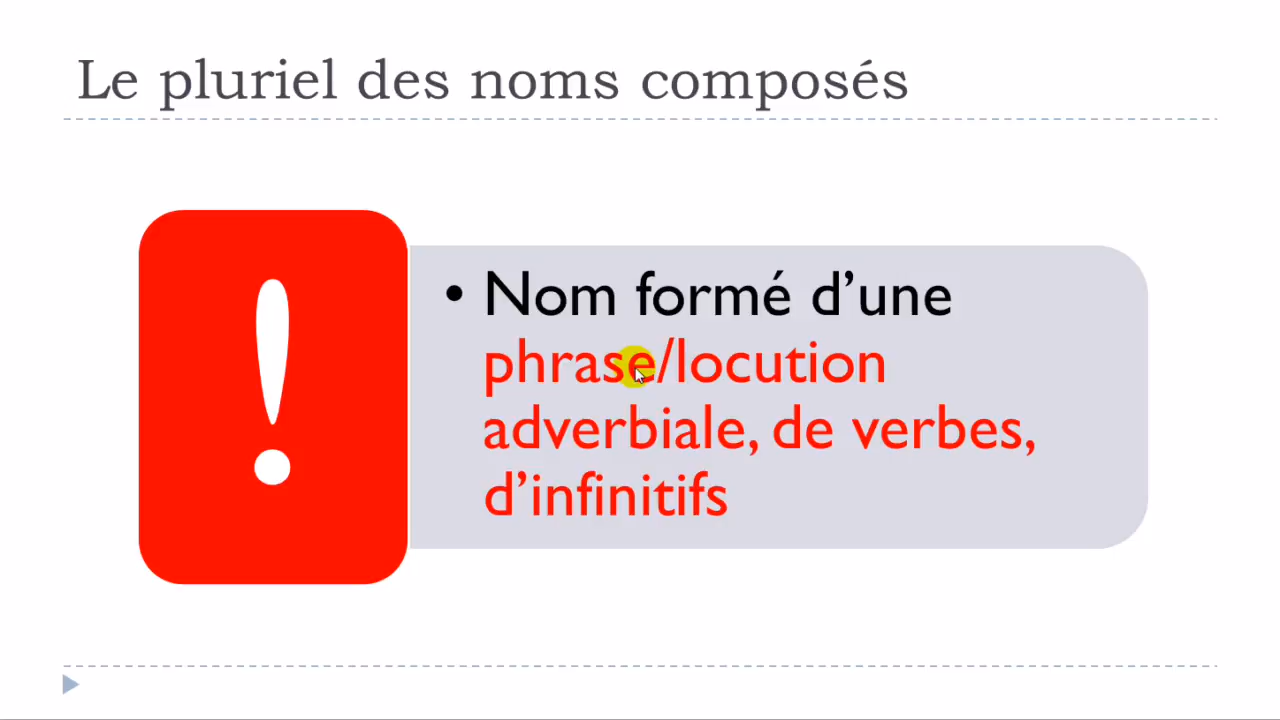 Le pluriel des noms composés
!
• Nom formé d’une
phrase/locution
adverbiale, de verbes,
d’infinitifs